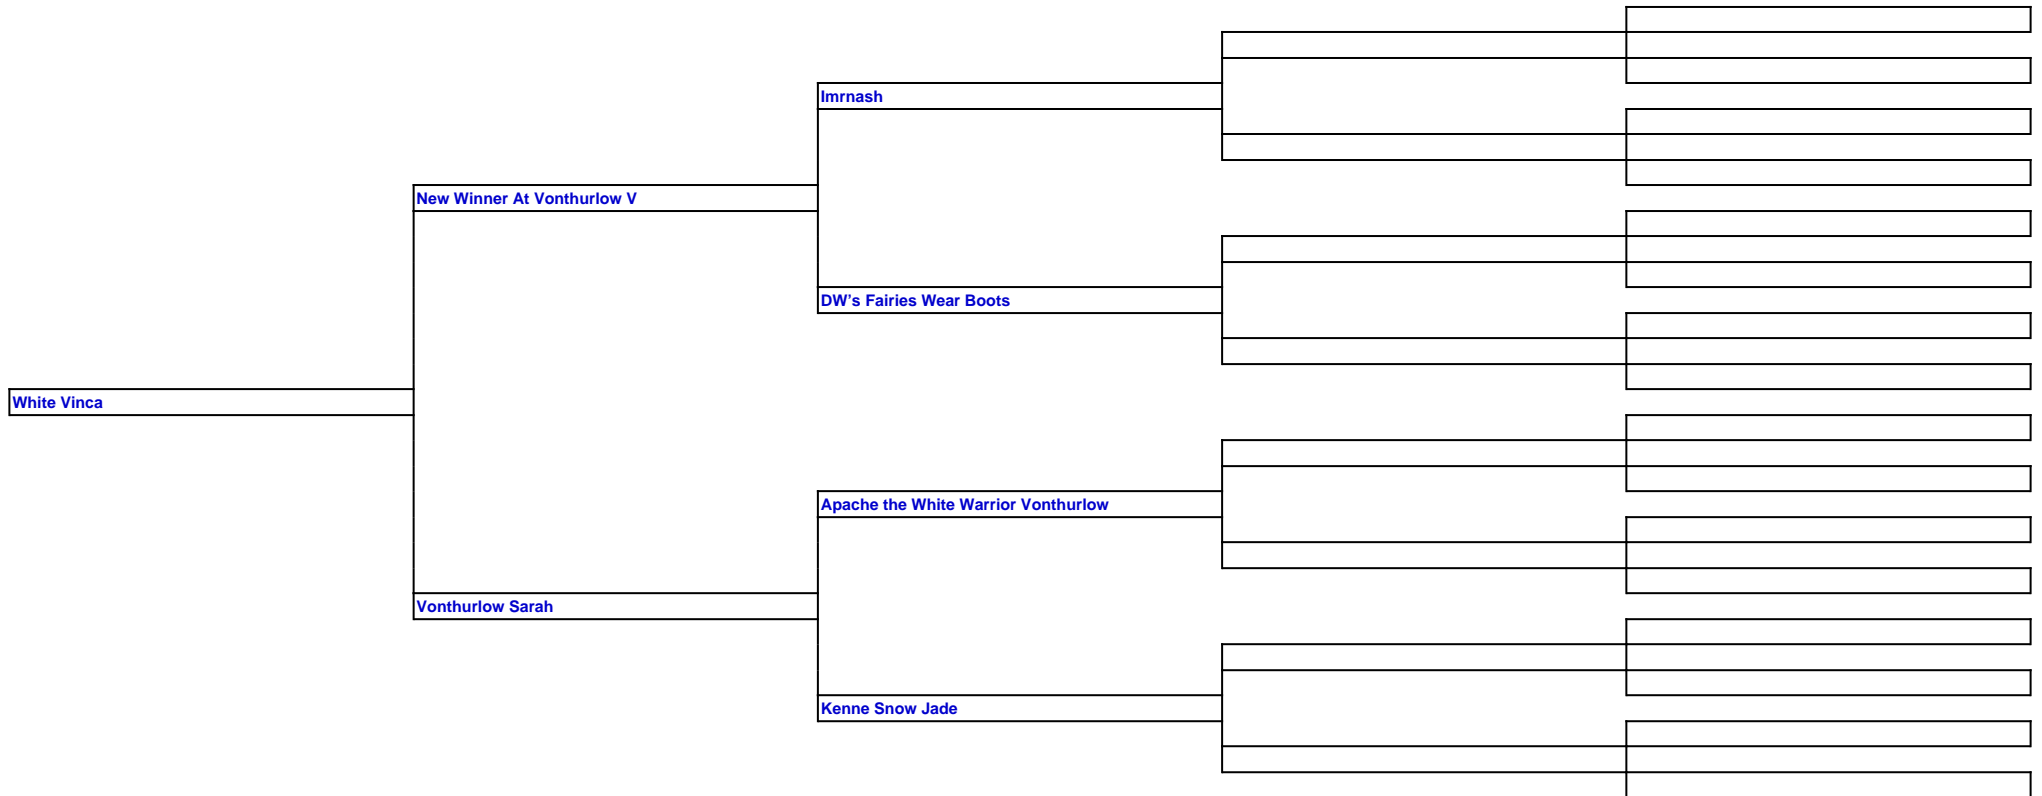 Imrnash
New Winner At Vonthurlow V
DW’s Fairies Wear Boots
White Vinca
Apache the White Warrior Vonthurlow
Vonthurlow Sarah
Kenne Snow Jade